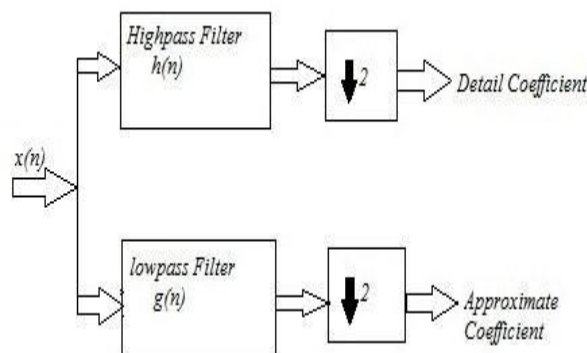 Highpass Filter
h(n)
2
Detail Coefficient
x(n)
lowpass Filter
g(n)
2
Approximate
Coefficient